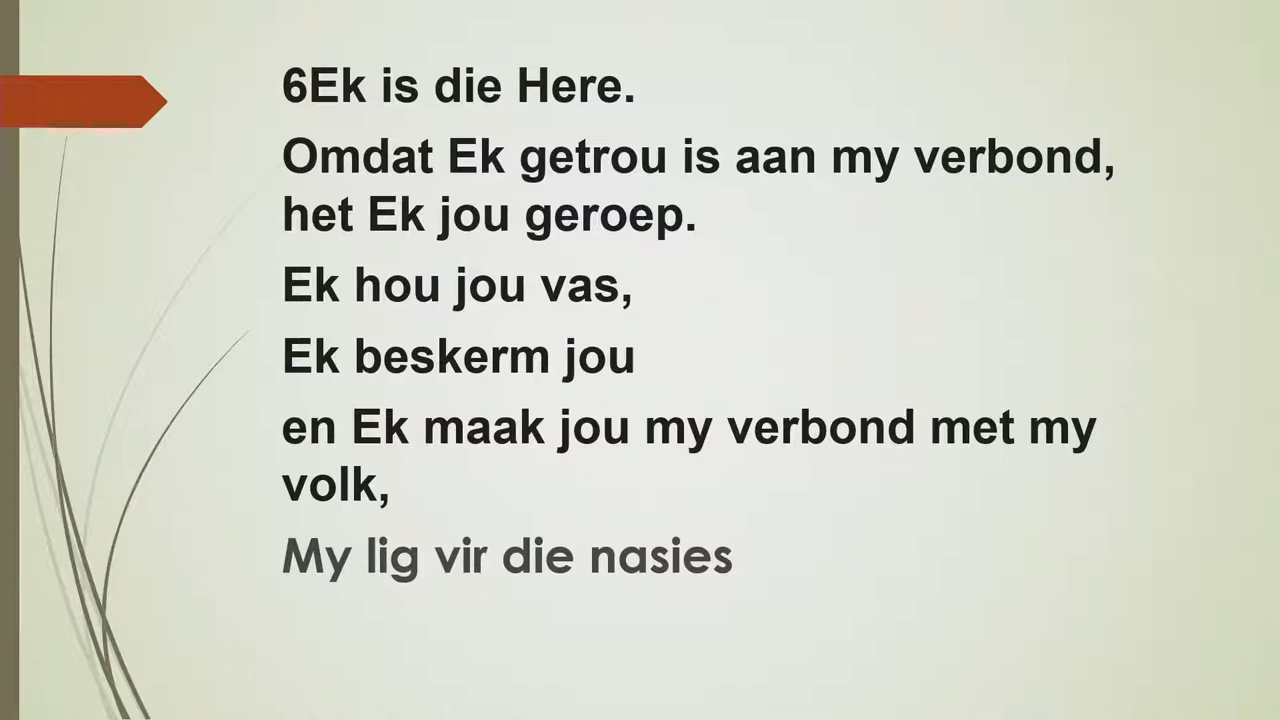 6Ek is die Here.
Omdat Ek getrou is aan my verbond,
het Ek jou geroep.
Ek hou jou vas,
Ek beskerm jou
en Ek maak jou my verbond met my
volk,
My lig vir die nasies